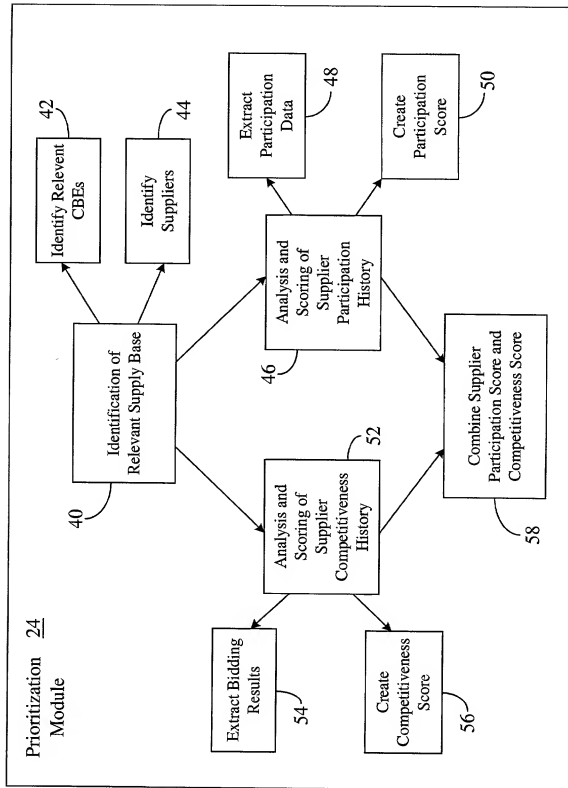 Prioritization 24
Module
Identify Relevent
CBEs
42
Identify
Suppliers
44
Identification of
Relevant Supply Base
40
Extract
Participation
Data
48
Create
Participation
Score
50
Analysis and
Scoring of
Supplier
Participation
History
46
Analysis and
Scoring of
Supplier
Competitiveness
History
52
Extract Bidding
Results
54
Create
Competitiveness
Score
56
Combine Supplier
Participation Score and
Competitiveness Score
58